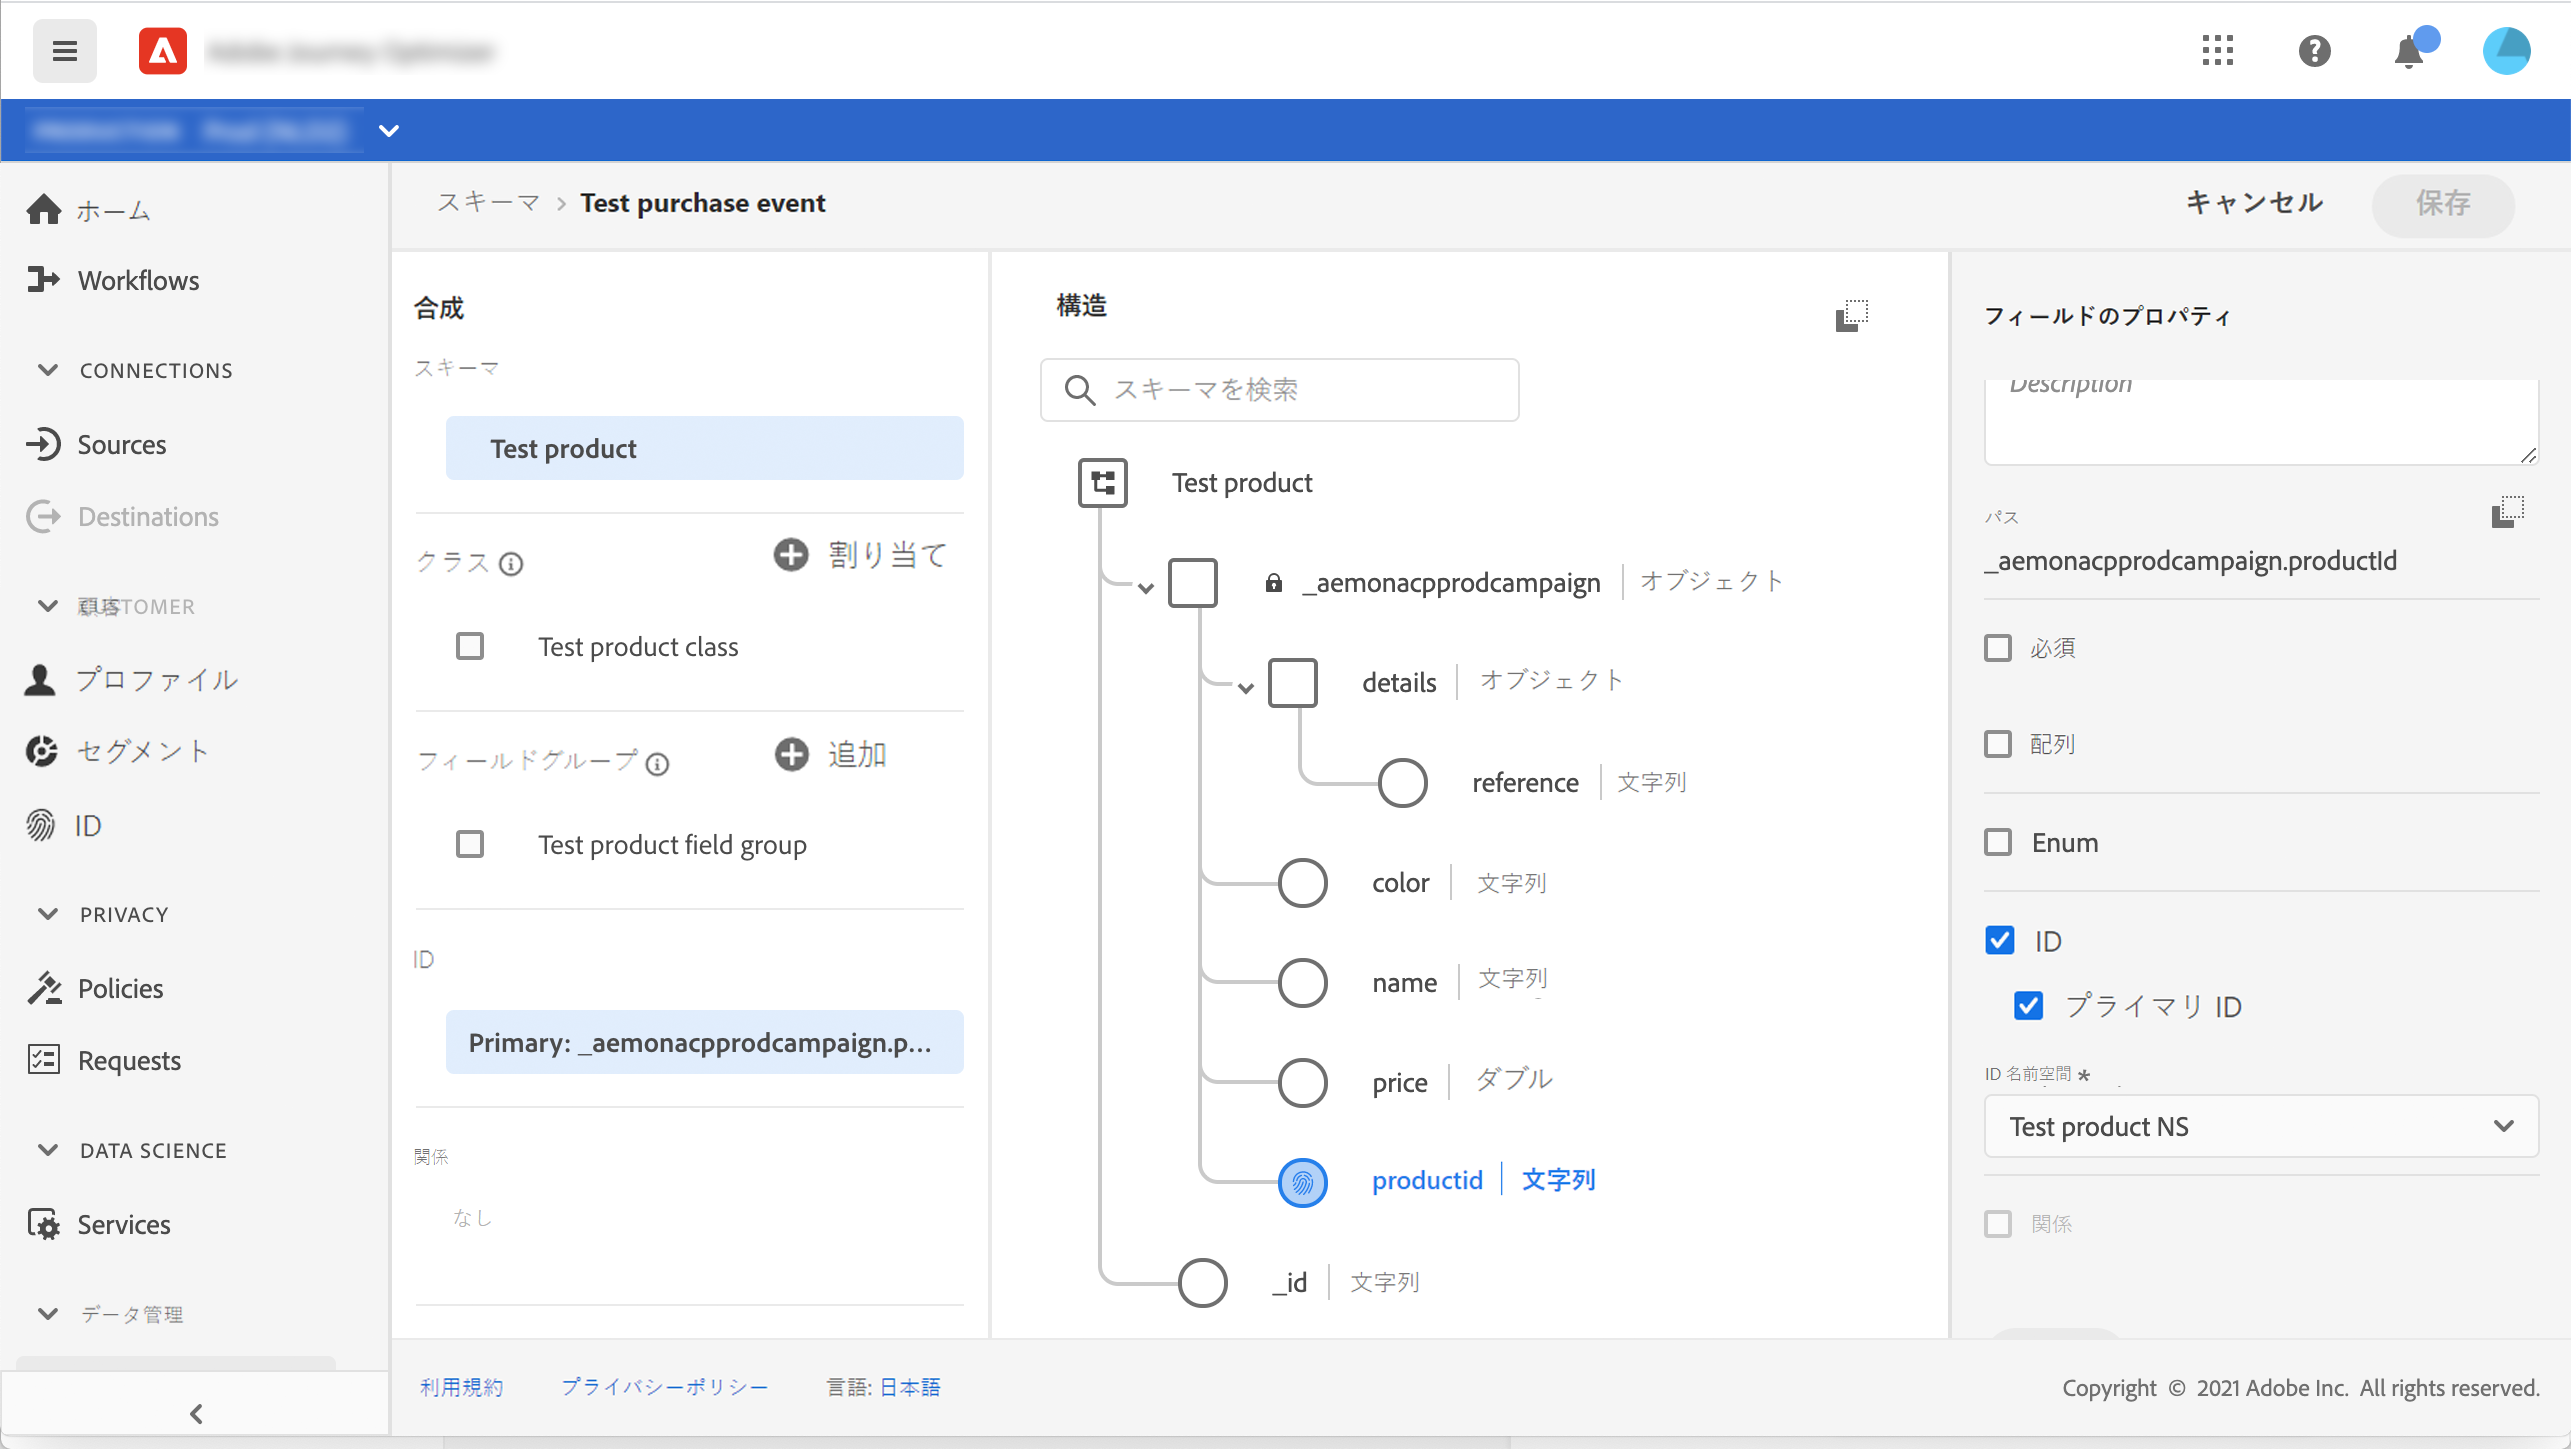 スキーマ > Test purchase event
キャンセル
保存
ホーム
Workflows
CONNECTIONS
Sources
Destinations
CUSTOMER
プロファイル
セグメント
ID
PRIVACY
Policies
Requests
DATA SCIENCE
Services
データ管理
合成
スキーマ
Test product
クラス
割り当て
Test product class
フィールドグループ
追加
Test product field group
ID
Primary: _aemonacpprodcampaign.p...
関係
なし
構造
スキーマを検索
Test product
_aemonacpprodcampaign | オブジェクト
details | オブジェクト
reference | 文字列
color | 文字列
name | 文字列
price | ダブル
productid | 文字列
_id | 文字列
フィールドのプロパティ
Description
パス
_aemonacpprodcampaign.productId
必須
配列
Enum
ID
プライマリ ID
ID 名前空間 *
Test product NS
関係
利用規約 プライバシーポリシー 言語: 日本語
Copyright © 2021 Adobe Inc. All rights reserved.